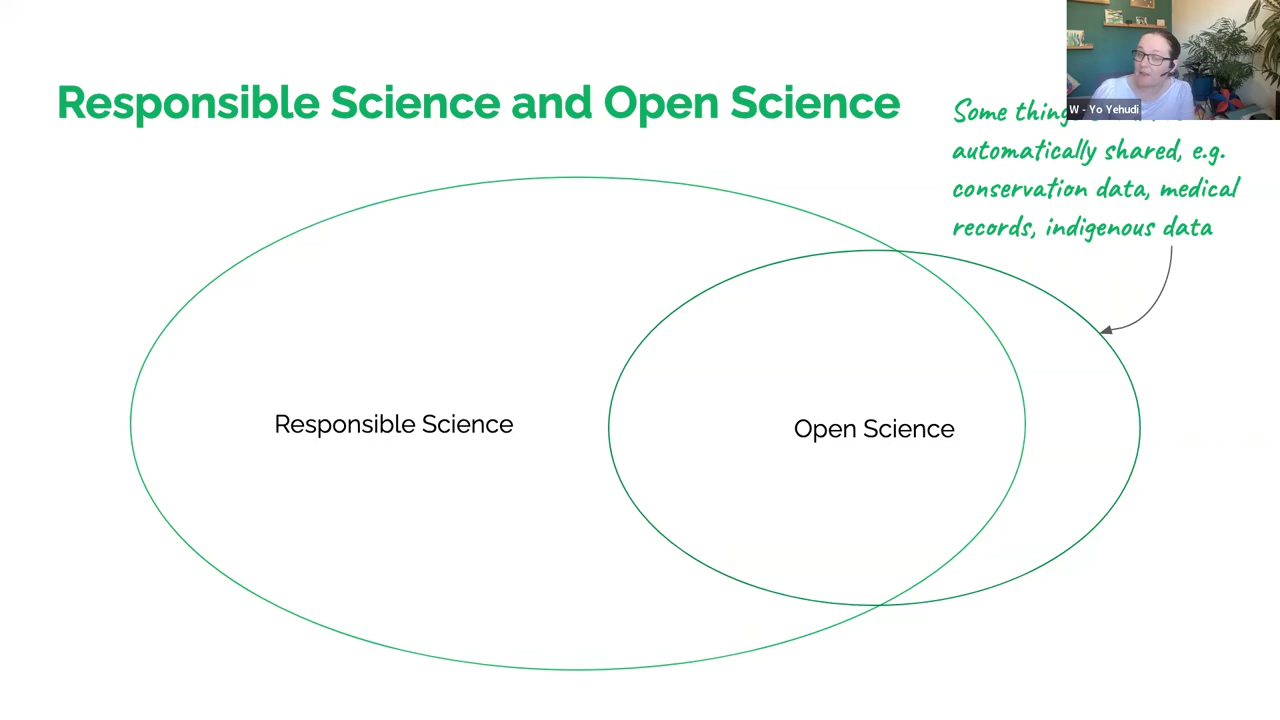 Responsible Science and Open Science
W - Yo Yehudi
Some
automatically shared, e.g.
conservation data, medical
records, indigenous data
Responsible Science
Open Science